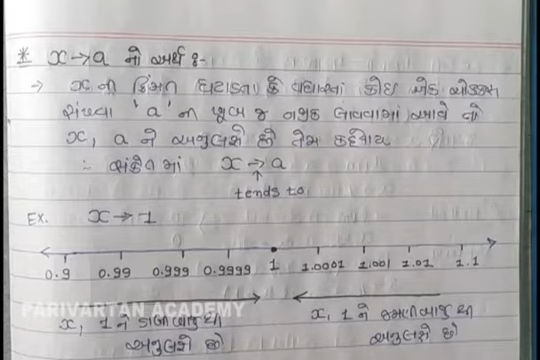 * x→a નો અર્થ :-
→ x ની કિંમત ઘટાડતા કે વધારતા કોઇ એક ચોક્કસ
સંખ્યા 'a' ની ખૂબ જ નજીક લાવવામાં આવે તો
x, a ને અનુલક્ષે છે તેમ કહેવાય
∴ સંકેતમાં x→a
↑
tends to
Ex. x→1
0.9 0.99 0.999 0.9999 1 1.0001 1.001 1.01 1.1
PARIVARTAN ACADEMY
x, 1 ને ડાબીબાજુથી x, 1 ને જમણીબાજુથી
અનુલક્ષે છે અનુલક્ષે છે